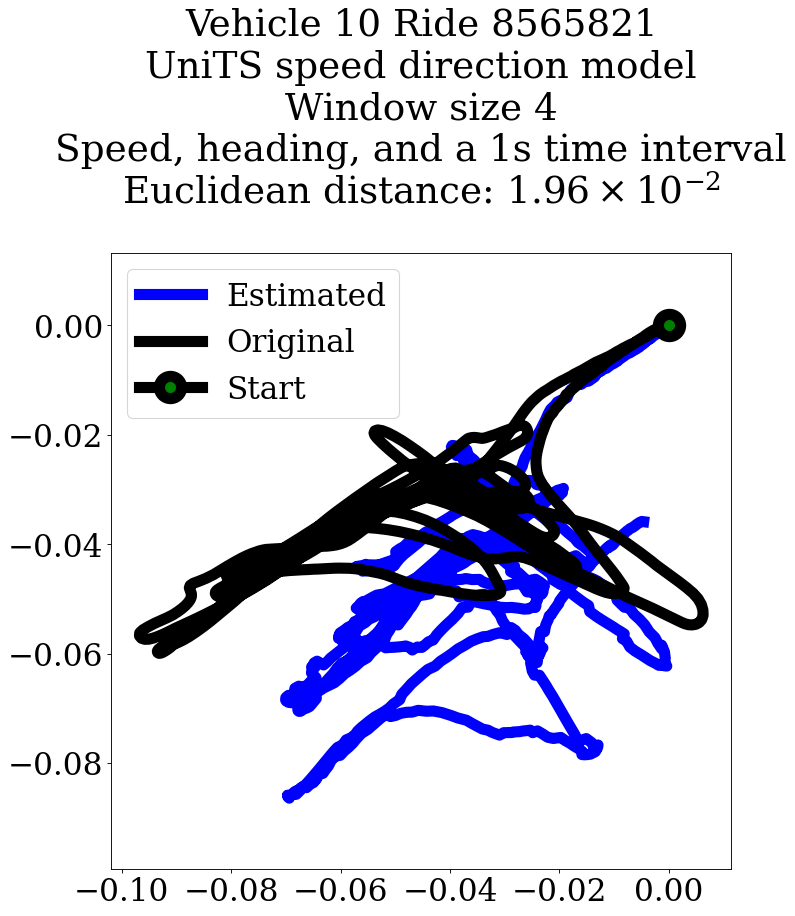 Vehicle 10 Ride 8565821
UniTS speed direction model
Window size 4
Speed, heading, and a 1s time interval
Euclidean distance: 1.96 × 10⁻²
Estimated
Original
Start
0.00
−0.02
−0.04
−0.06
−0.08
−0.10 −0.08 −0.06 −0.04 −0.02 0.00